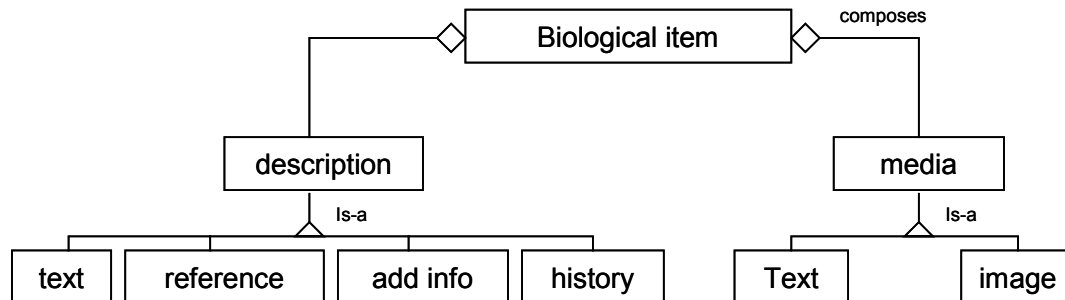 composes
Biological item
description
media
Is-a
Is-a
text
reference
add info
history
Text
image